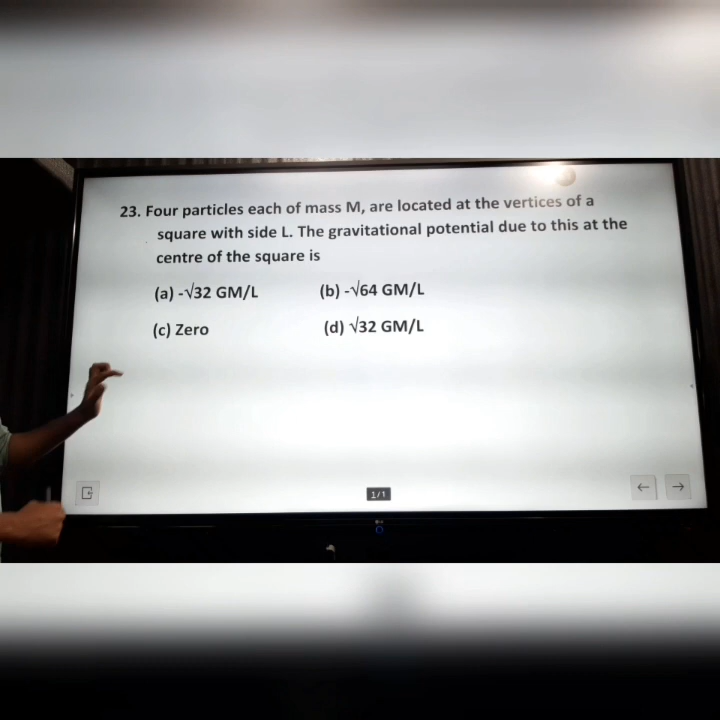 23. Four particles each of mass M, are located at the vertices of a
square with side L. The gravitational potential due to this at the
centre of the square is
(a) -√32 GM/L (b) -√64 GM/L
(c) Zero (d) √32 GM/L
1/1